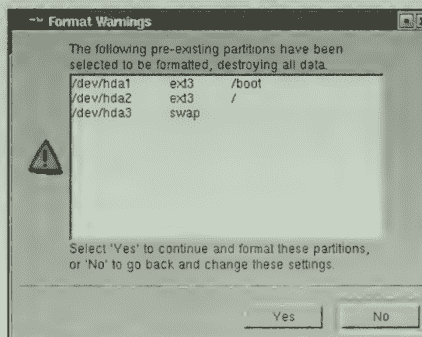 Format Warnings
The following pre-existing partitions have been
selected to be formatted, destroying all data.
/dev/hda1 ext3 /boot
/dev/hda2 ext3 /
/dev/hda3 swap
Select 'Yes' to continue and format these partitions,
or 'No' to go back and change these settings.
Yes No